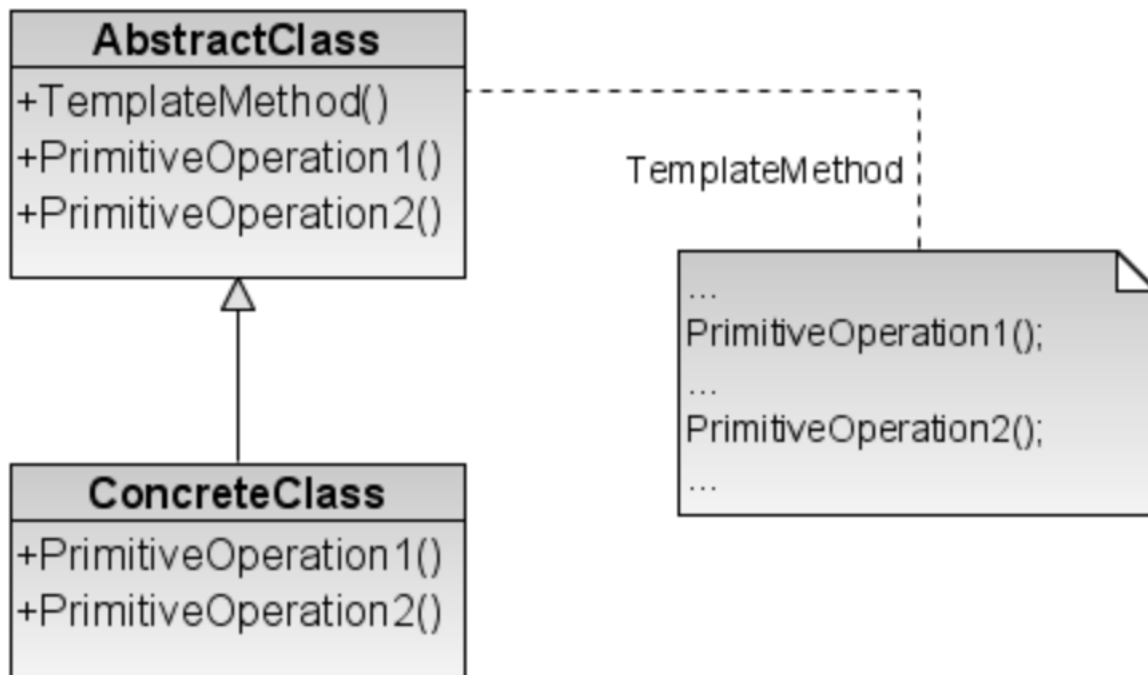 AbstractClass
+TemplateMethod()
+PrimitiveOperation1()
+PrimitiveOperation2()
TemplateMethod
...
PrimitiveOperation1();
...
PrimitiveOperation2();
...
ConcreteClass
+PrimitiveOperation1()
+PrimitiveOperation2()